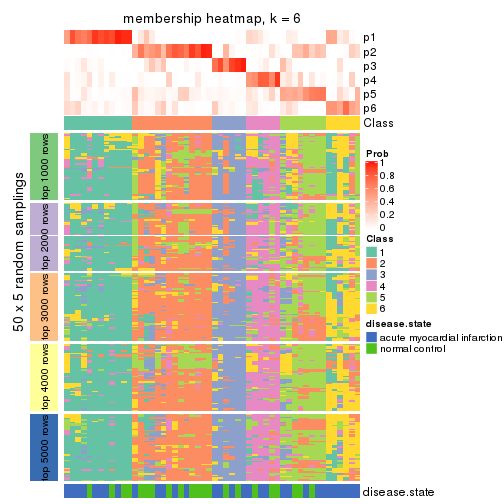 membership heatmap, k = 6
p1
p2
p3
p4
p5
p6
Class
50 x 5 random samplings
top 1000 rows
top 2000 rows
top 3000 rows
top 4000 rows
top 5000 rows
Prob
1
0.8
0.6
0.4
0.2
0
Class
1
2
3
4
5
6
disease.state
acute myocardial infarction
normal control
disease.state